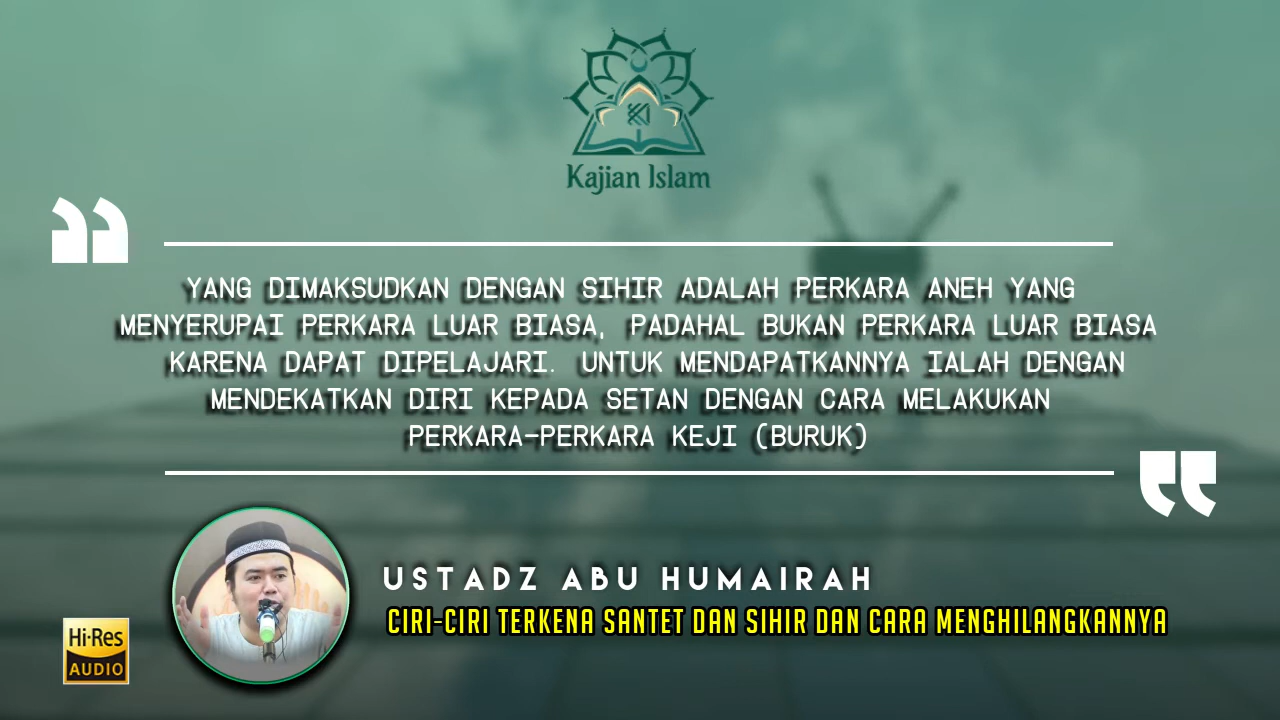 Kajian Islam
YANG DIMAKSUDKAN DENGAN SIHIR ADALAH PERKARA ANEH YANG
MENYERUPAI PERKARA LUAR BIASA, PADAHAL BUKAN PERKARA LUAR BIASA
KARENA DAPAT DIPELAJARI. UNTUK MENDAPATKANNYA IALAH DENGAN
MENDEKATKAN DIRI KEPADA SETAN DENGAN CARA MELAKUKAN
PERKARA-PERKARA KEJI (BURUK)
USTADZ ABU HUMAIRAH
CIRI-CIRI TERKENA SANTET DAN SIHIR DAN CARA MENGHILANGKANNYA
Hi-Res
AUDIO